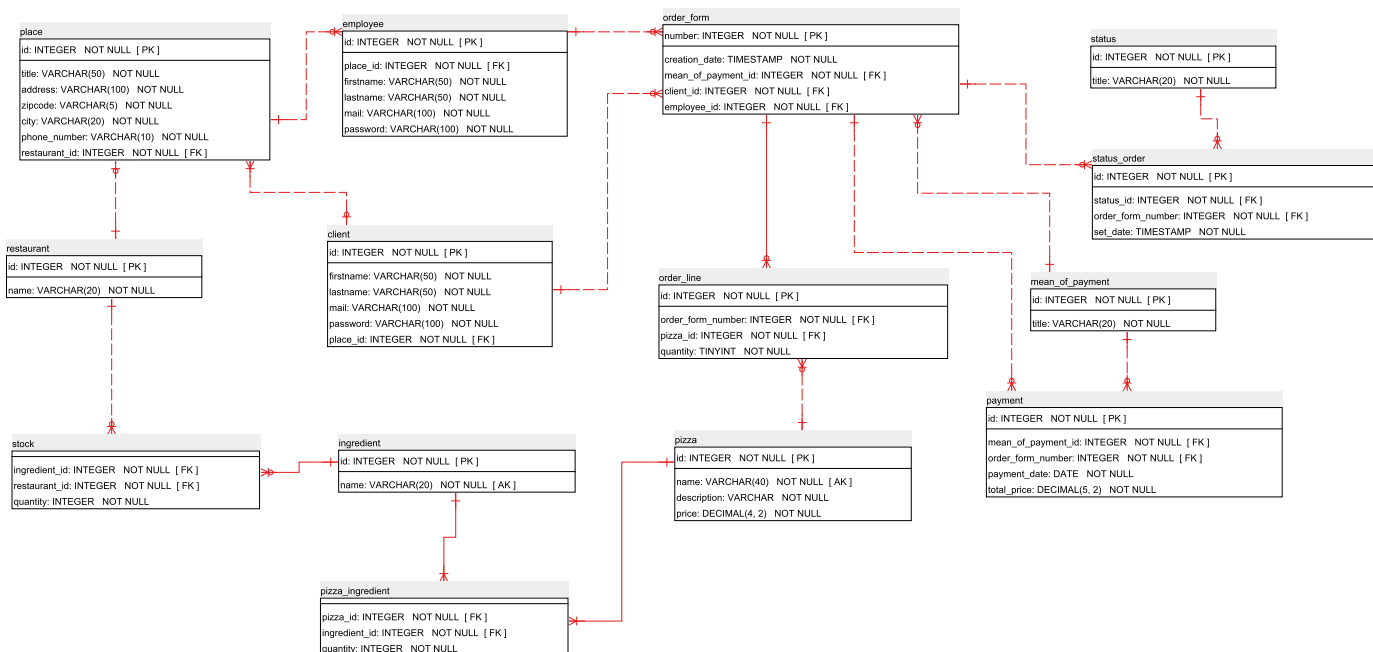 place
id: INTEGER NOT NULL [ PK ]
title: VARCHAR(50) NOT NULL
address: VARCHAR(100) NOT NULL
zipcode: VARCHAR(5) NOT NULL
city: VARCHAR(20) NOT NULL
phone_number: VARCHAR(10) NOT NULL
restaurant_id: INTEGER NOT NULL [ FK ]
employee
id: INTEGER NOT NULL [ PK ]
place_id: INTEGER NOT NULL [ FK ]
firstname: VARCHAR(50) NOT NULL
lastname: VARCHAR(50) NOT NULL
mail: VARCHAR(100) NOT NULL
password: VARCHAR(100) NOT NULL
order_form
number: INTEGER NOT NULL [ PK ]
creation_date: TIMESTAMP NOT NULL
mean_of_payment_id: INTEGER NOT NULL [ FK ]
client_id: INTEGER NOT NULL [ FK ]
employee_id: INTEGER NOT NULL [ FK ]
status
id: INTEGER NOT NULL [ PK ]
title: VARCHAR(20) NOT NULL
status_order
id: INTEGER NOT NULL [ PK ]
status_id: INTEGER NOT NULL [ FK ]
order_form_number: INTEGER NOT NULL [ FK ]
set_date: TIMESTAMP NOT NULL
restaurant
id: INTEGER NOT NULL [ PK ]
name: VARCHAR(20) NOT NULL
client
id: INTEGER NOT NULL [ PK ]
firstname: VARCHAR(50) NOT NULL
lastname: VARCHAR(50) NOT NULL
mail: VARCHAR(100) NOT NULL
password: VARCHAR(100) NOT NULL
place_id: INTEGER NOT NULL [ FK ]
order_line
id: INTEGER NOT NULL [ PK ]
order_form_number: INTEGER NOT NULL [ FK ]
pizza_id: INTEGER NOT NULL [ FK ]
quantity: TINYINT NOT NULL
mean_of_payment
id: INTEGER NOT NULL [ PK ]
title: VARCHAR(20) NOT NULL
payment
id: INTEGER NOT NULL [ PK ]
mean_of_payment_id: INTEGER NOT NULL [ FK ]
order_form_number: INTEGER NOT NULL [ FK ]
payment_date: DATE NOT NULL
total_price: DECIMAL(5, 2) NOT NULL
stock
ingredient_id: INTEGER NOT NULL [ FK ]
restaurant_id: INTEGER NOT NULL [ FK ]
quantity: INTEGER NOT NULL
ingredient
id: INTEGER NOT NULL [ PK ]
name: VARCHAR(20) NOT NULL [ AK ]
pizza
id: INTEGER NOT NULL [ PK ]
name: VARCHAR(40) NOT NULL [ AK ]
description: VARCHAR NOT NULL
price: DECIMAL(4, 2) NOT NULL
pizza_ingredient
pizza_id: INTEGER NOT NULL [ FK ]
ingredient_id: INTEGER NOT NULL [ FK ]
quantity: INTEGER NOT NULL